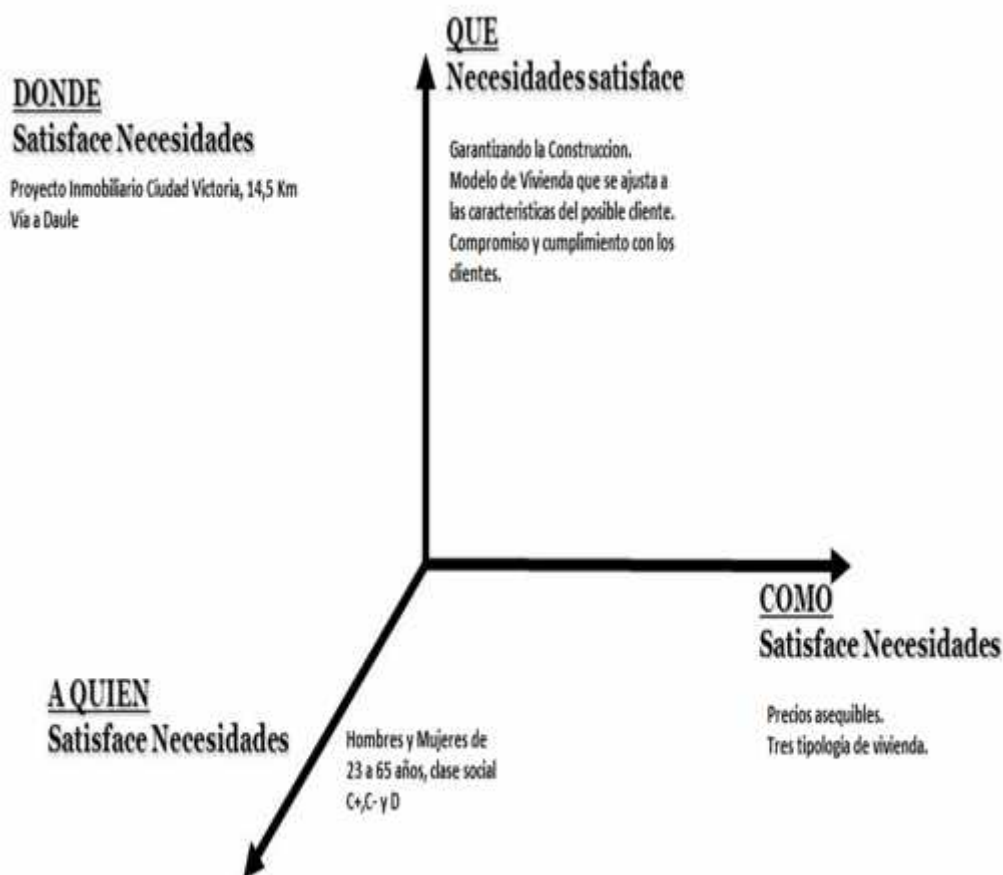 DONDE
Satisface Necesidades
Proyecto Inmobiliario Ciudad Victoria, 14,5 Km
Via a Daule
QUE
Necesidades satisface
Garantizando la Construccion.
Modelo de Vivienda que se ajusta a
las caracteristicas del posible cliente.
Compromiso y cumplimiento con los
clientes.
COMO
Satisface Necesidades
Precios asequibles.
Tres tipologia de vivienda.
A QUIEN
Satisface Necesidades
Hombres y Mujeres de
23 a 65 años, clase social
C+,C- y D